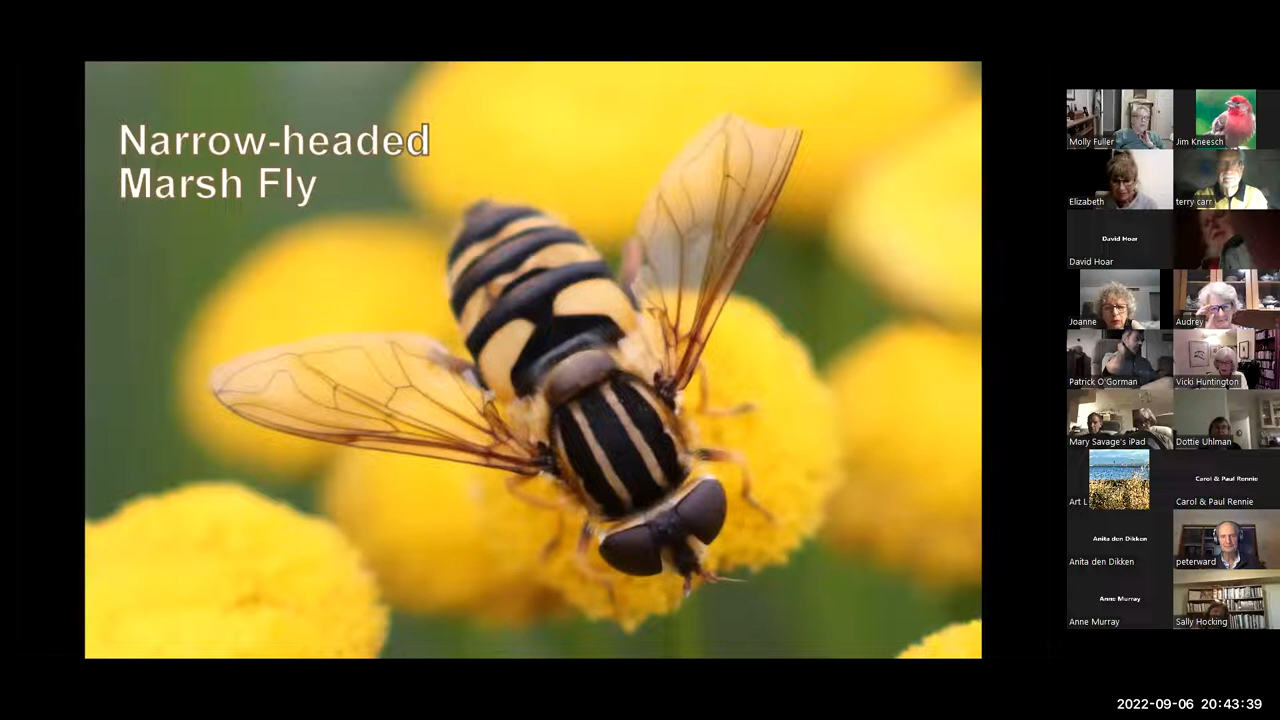 Narrow-headed
Marsh Fly
Molly Fuller
Jim Kneesch
Elizabeth
terry carr
David Hoar
David Hoar
Joanne
Audrey
Patrick O'Gorman
Vicki Huntington
Mary Savage's iPad
Dottie Uhlman
Art L
Carol & Paul Rennie
Carol & Paul Rennie
Anita den Dikken
Anita den Dikken
peterward
Anne Murray
Anne Murray
Sally Hocking
2022-09-06 20:43:39